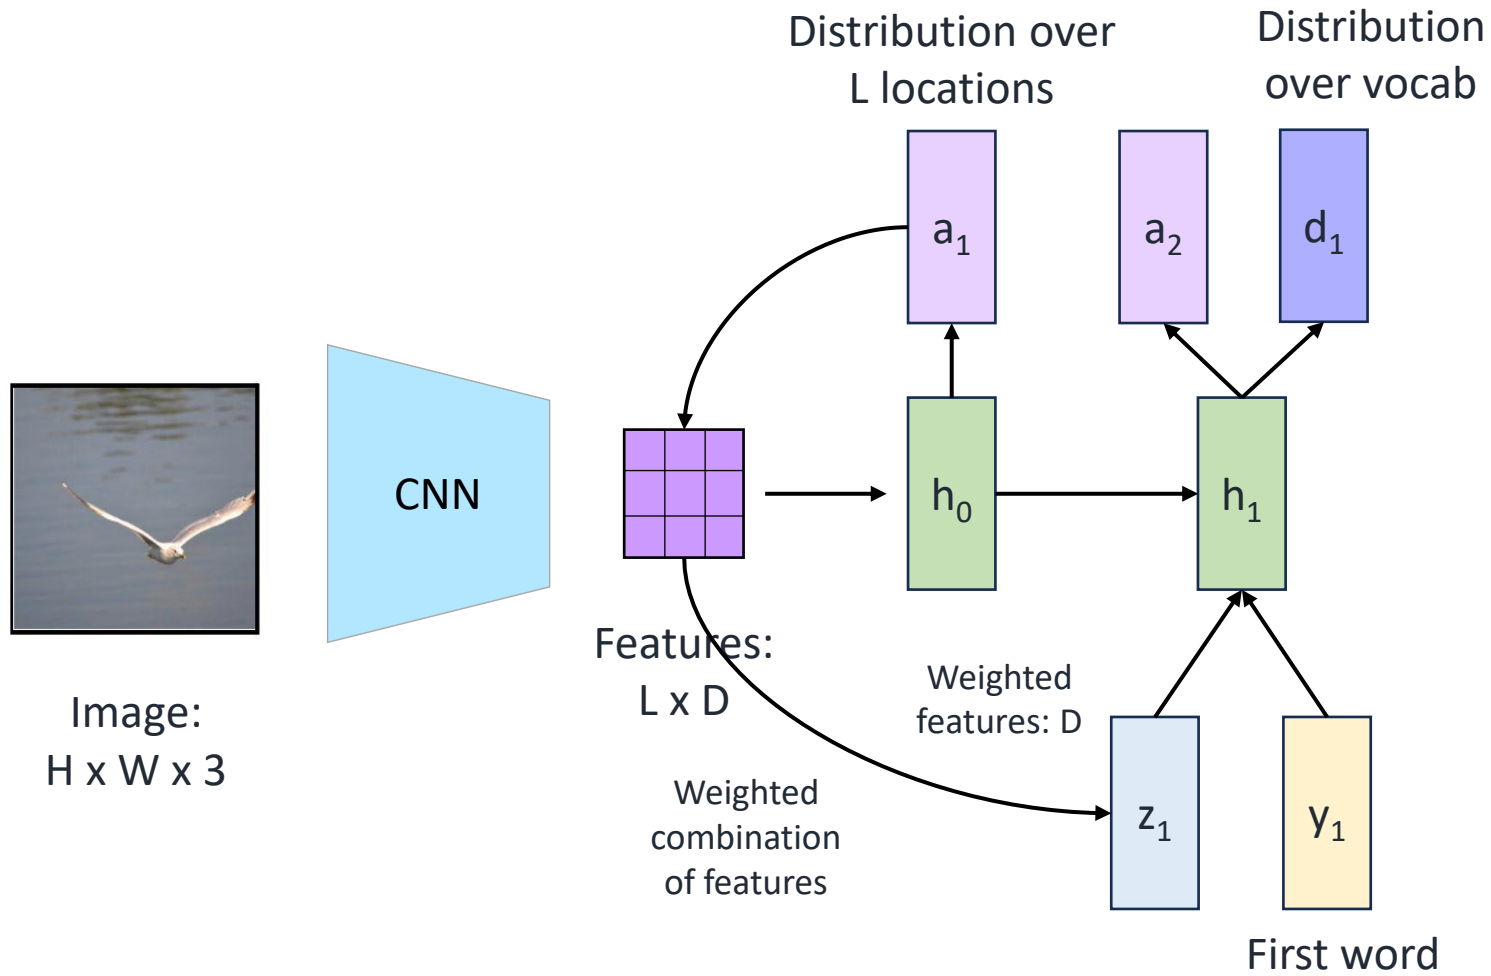 Distribution over
L locations
Distribution
over vocab
a₁
a₂
d₁
CNN
h₀
h₁
Features:
L x D
Image:
H x W x 3
Weighted
features: D
Weighted
combination
of features
z₁
y₁
First word